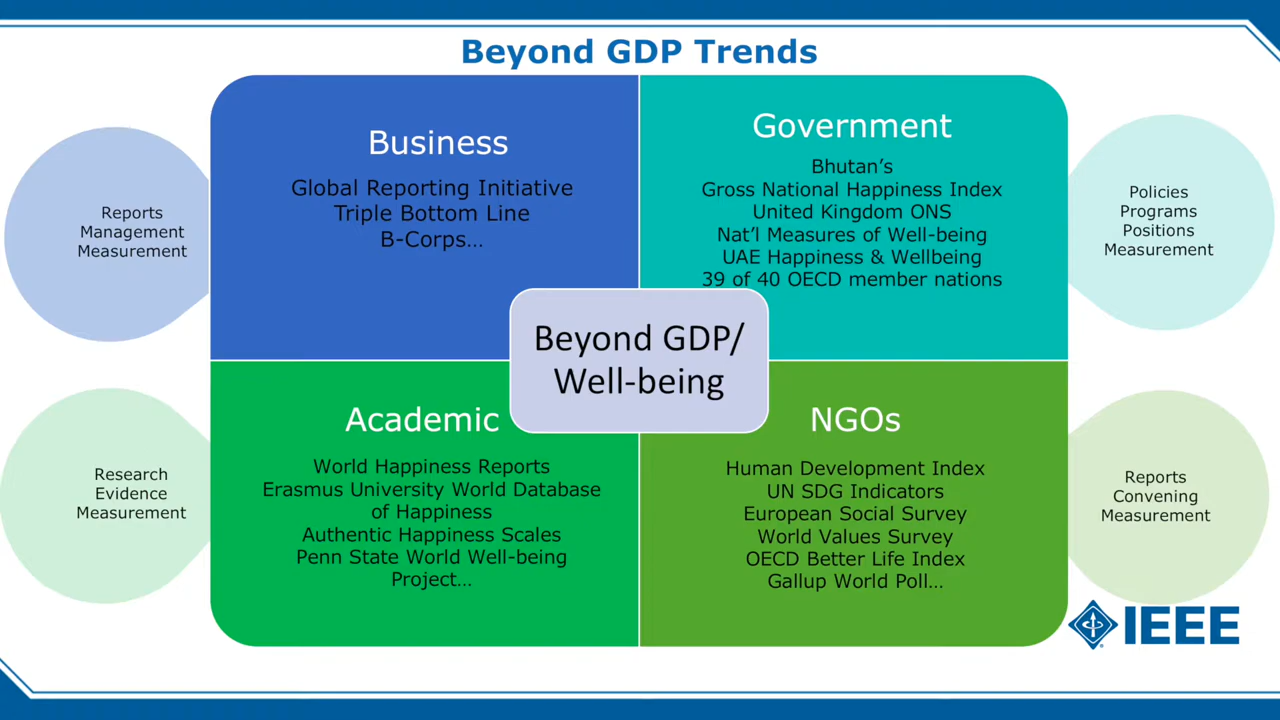 Beyond GDP Trends
Business
Global Reporting Initiative
Triple Bottom Line
B-Corps…
Government
Bhutan’s
Gross National Happiness Index
United Kingdom ONS
Nat’l Measures of Well-being
UAE Happiness & Wellbeing
39 of 40 OECD member nations
Reports
Management
Measurement
Policies
Programs
Positions
Measurement
Beyond GDP/
Well-being
Academic
World Happiness Reports
Erasmus University World Database
of Happiness
Authentic Happiness Scales
Penn State World Well-being
Project…
NGOs
Human Development Index
UN SDG Indicators
European Social Survey
World Values Survey
OECD Better Life Index
Gallup World Poll…
Research
Evidence
Measurement
Reports
Convening
Measurement
IEEE